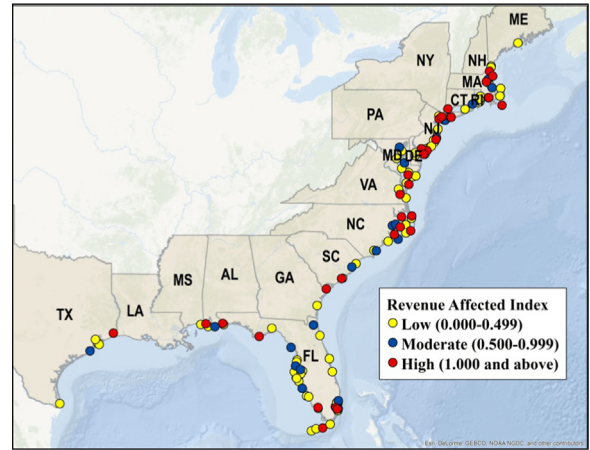 ME
NY
NH
MA
CT RI
PA
NJ
MD DE
VA
NC
SC
MS
AL
GA
TX
LA
FL
Revenue Affected Index
Low (0.000-0.499)
Moderate (0.500-0.999)
High (1.000 and above)
Esri, DeLorme, GEBCO, NOAA NGDC, and other contributors